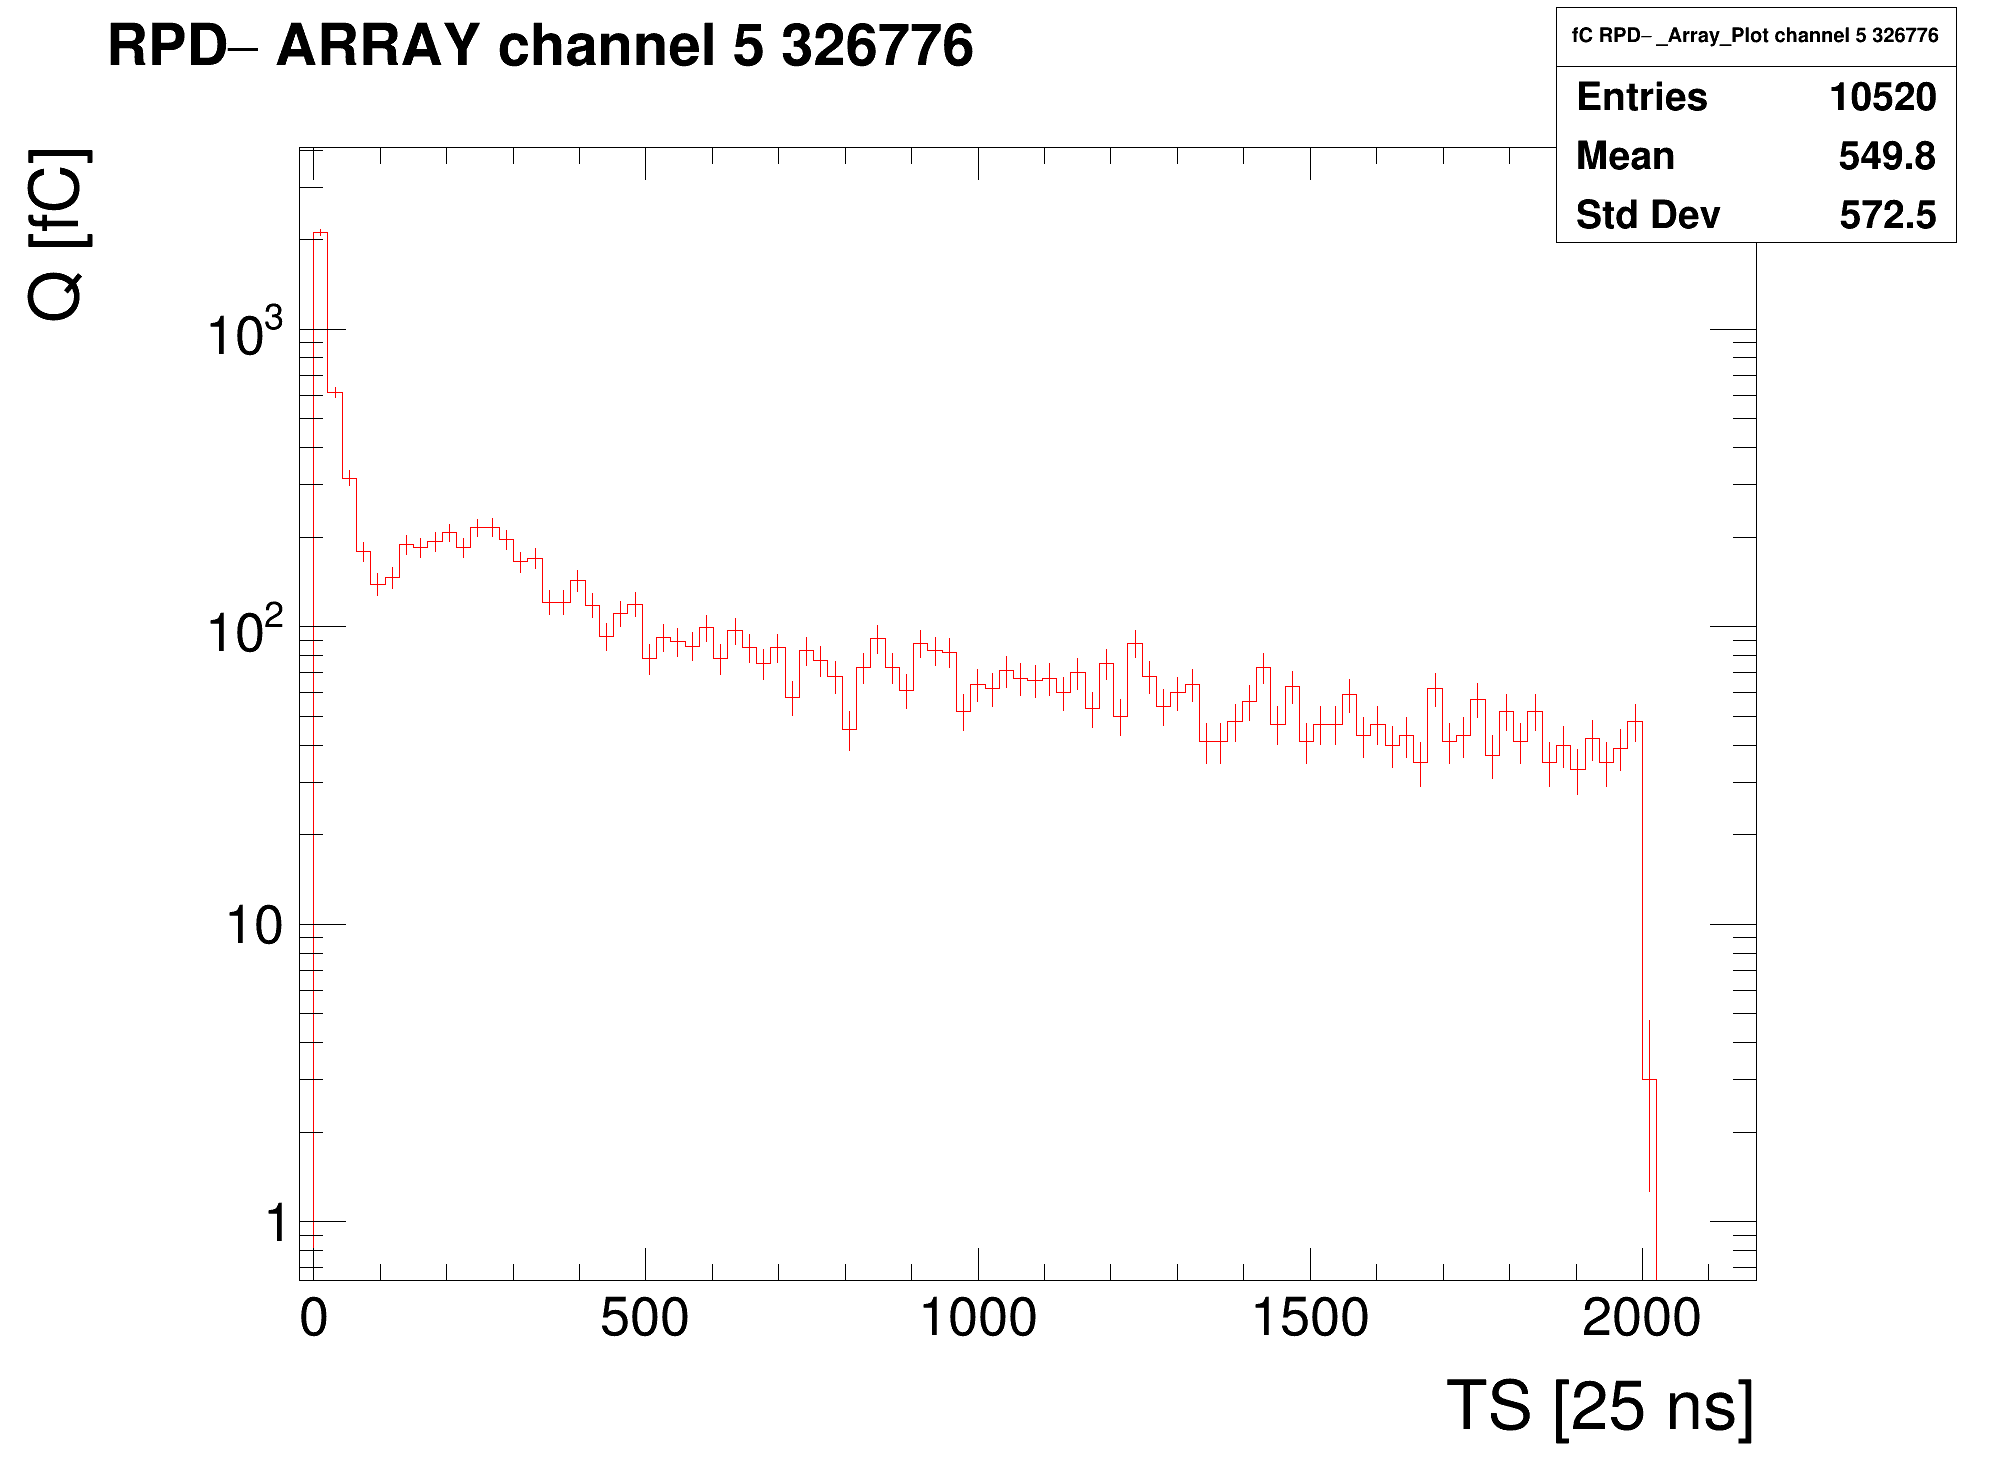 RPD– ARRAY channel 5 326776
fC RPD– _Array_Plot channel 5 326776
Entries 10520
Mean 549.8
Std Dev 572.5
Q [fC]
10³
10²
10
1
0 500 1000 1500 2000
TS [25 ns]